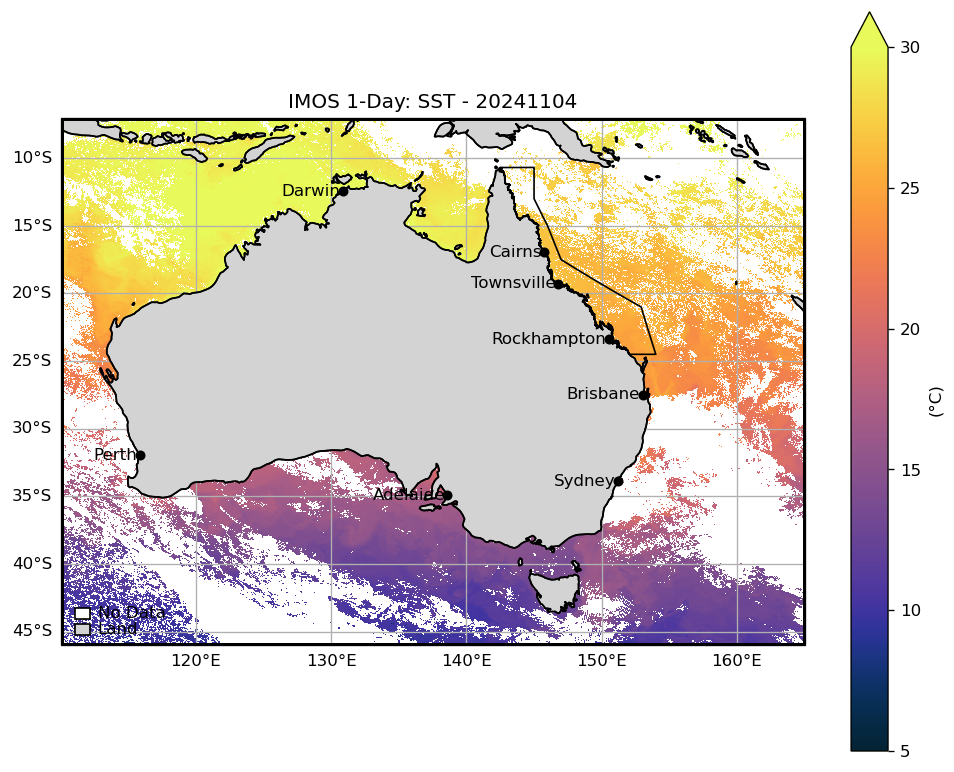 IMOS 1-Day: SST - 20241104
30
25
20
15
10
5
(°C)
10°S
15°S
20°S
25°S
30°S
35°S
40°S
45°S
Darwin
Cairns
Townsville
Rockhampton
Brisbane
Perth
Sydney
Adelaide
No Data
Land
120°E
130°E
140°E
150°E
160°E